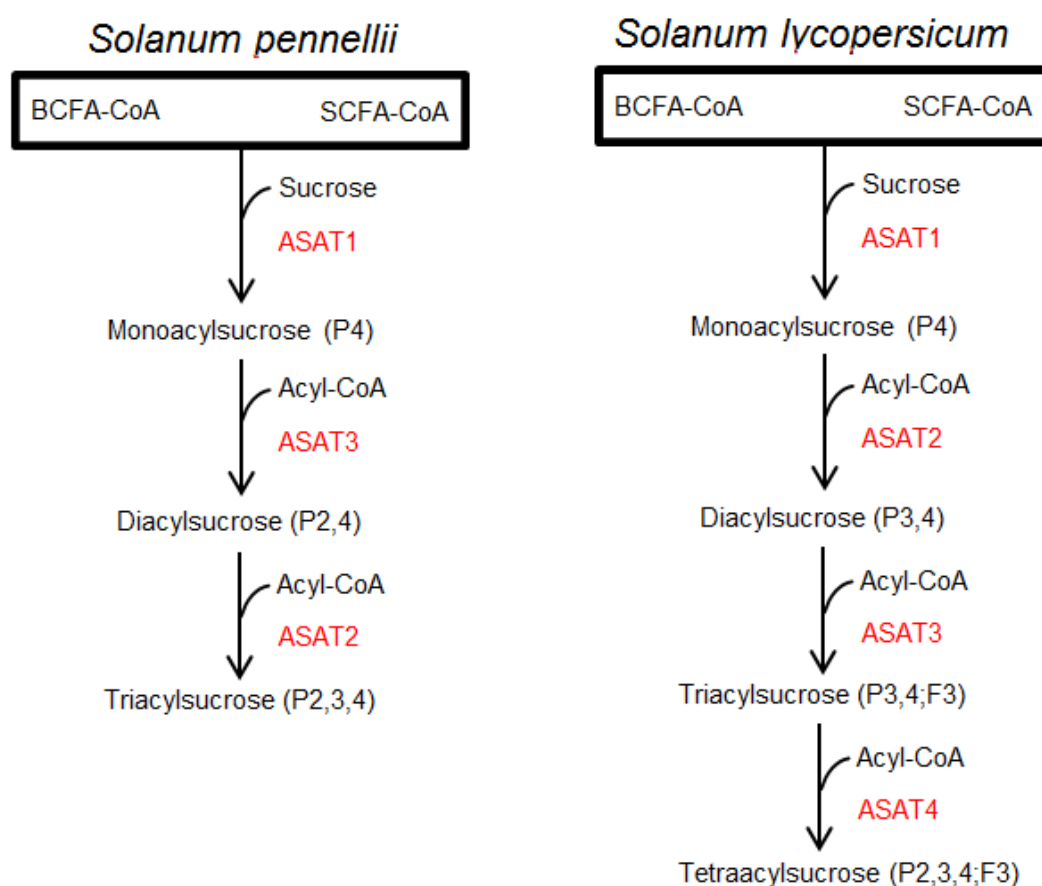 Solanum pennellii
BCFA-CoA SCFA-CoA
Sucrose
ASAT1
Monoacylsucrose (P4)
Acyl-CoA
ASAT3
Diacylsucrose (P2,4)
Acyl-CoA
ASAT2
Triacylsucrose (P2,3,4)
Solanum lycopersicum
BCFA-CoA SCFA-CoA
Sucrose
ASAT1
Monoacylsucrose (P4)
Acyl-CoA
ASAT2
Diacylsucrose (P3,4)
Acyl-CoA
ASAT3
Triacylsucrose (P3,4;F3)
Acyl-CoA
ASAT4
Tetraacylsucrose (P2,3,4;F3)